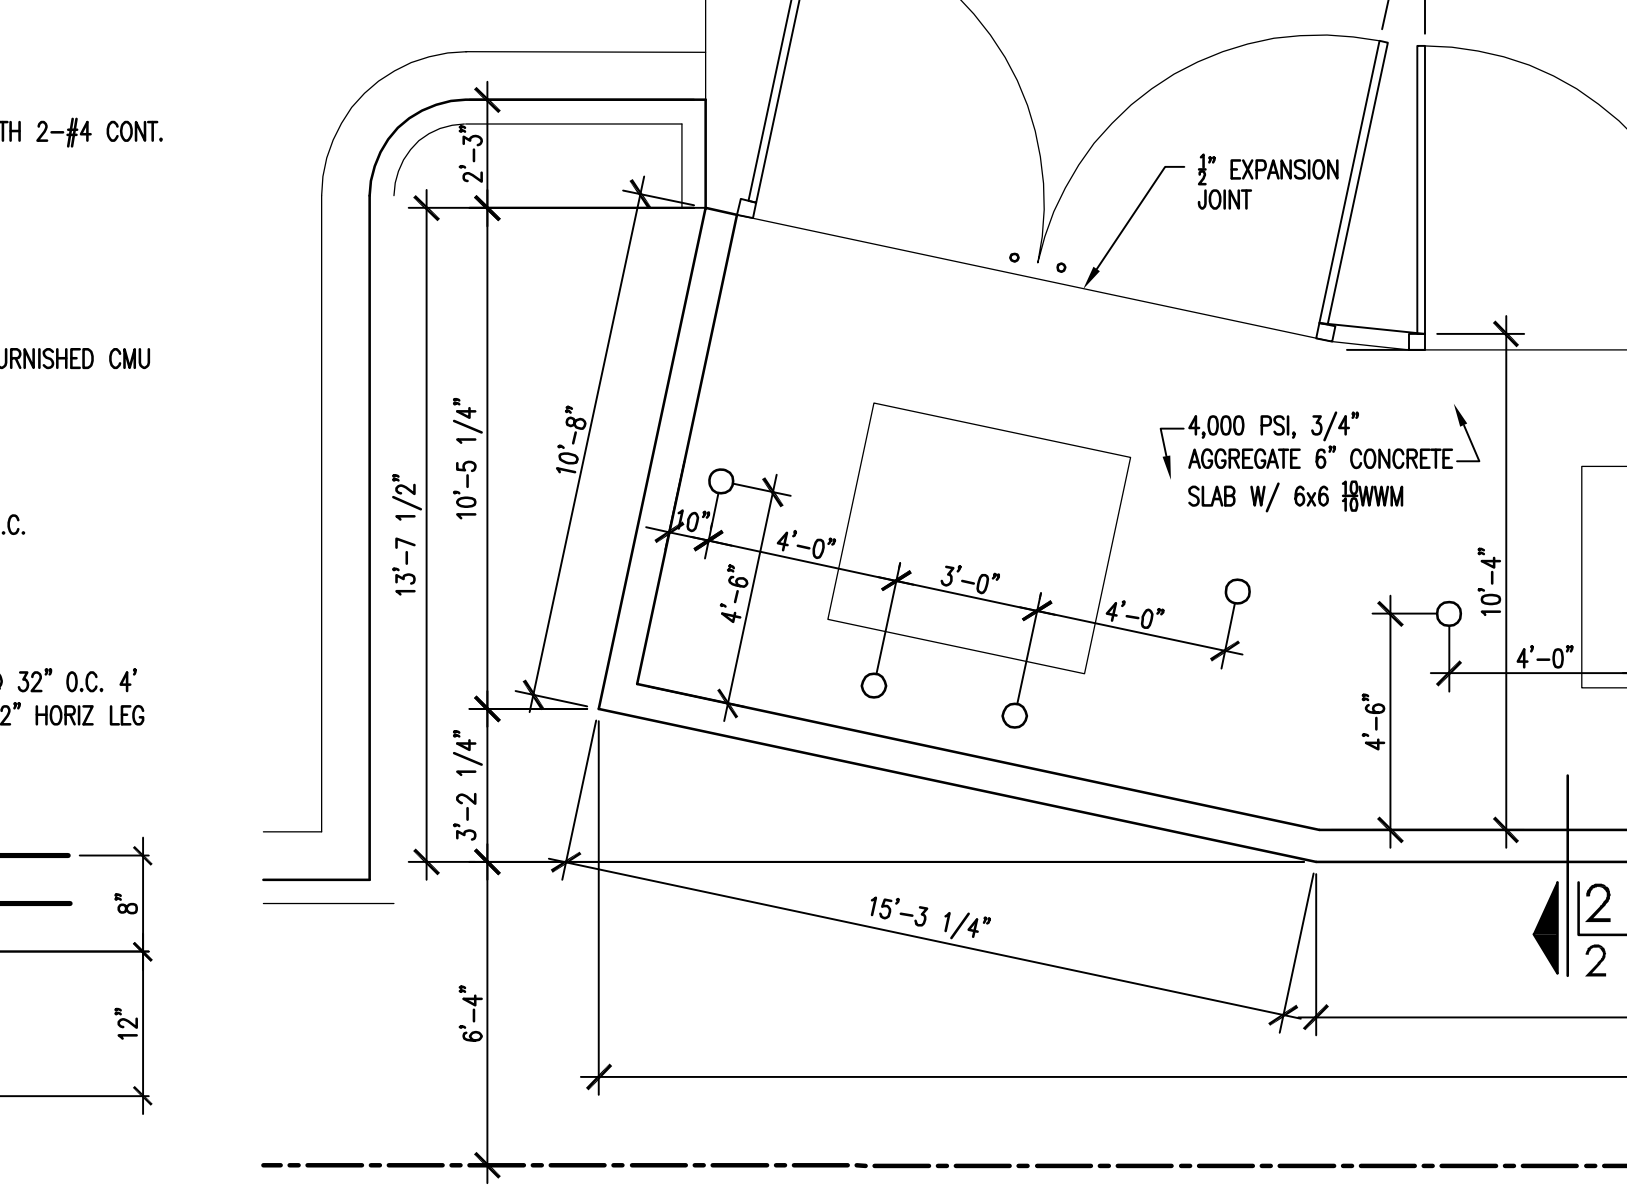 TH 2-#4 CONT.
URNISHED CMU
.C.
32" O.C. 4'
2" HORIZ LEG
8"
12"
2'-3"
10'-5 1/4"
13'-7 1/2"
3'-2 1/4"
6'-4"
10'-8"
1/2" EXPANSION
JOINT
4,000 PSI, 3/4"
AGGREGATE 6" CONCRETE
SLAB W/ 6x6 10/10 WWM
10"
4'-0"
3'-0"
4'-0"
4'-6"
10'-4"
4'-0"
4'-6"
15'-3 1/4"
2
2